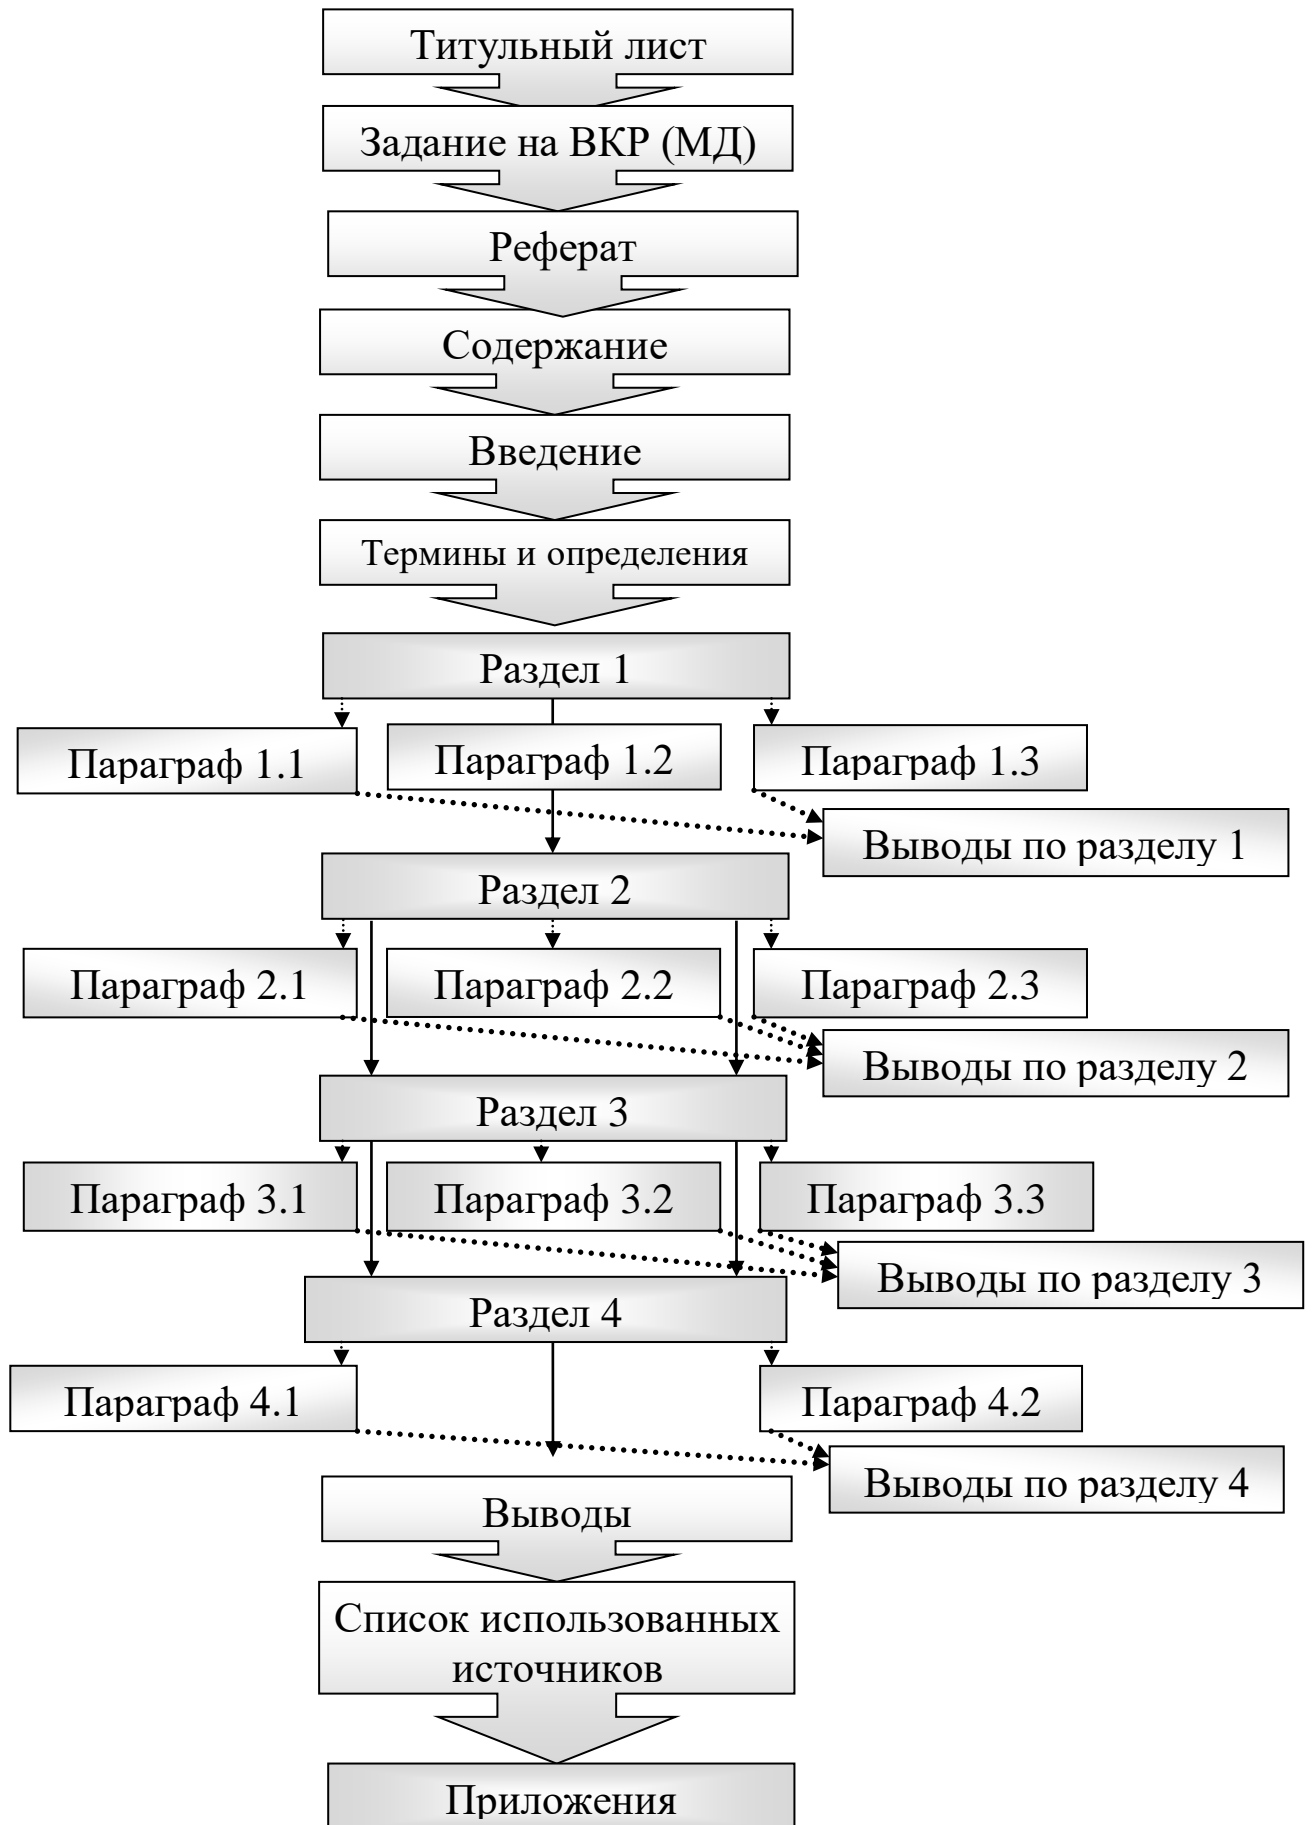 Титульный лист
Задание на ВКР (МД)
Реферат
Содержание
Введение
Термины и определения
Раздел 1
Параграф 1.1
Параграф 1.2
Параграф 1.3
Выводы по разделу 1
Раздел 2
Параграф 2.1
Параграф 2.2
Параграф 2.3
Выводы по разделу 2
Раздел 3
Параграф 3.1
Параграф 3.2
Параграф 3.3
Выводы по разделу 3
Раздел 4
Параграф 4.1
Параграф 4.2
Выводы по разделу 4
Выводы
Список использованных
источников
Приложения